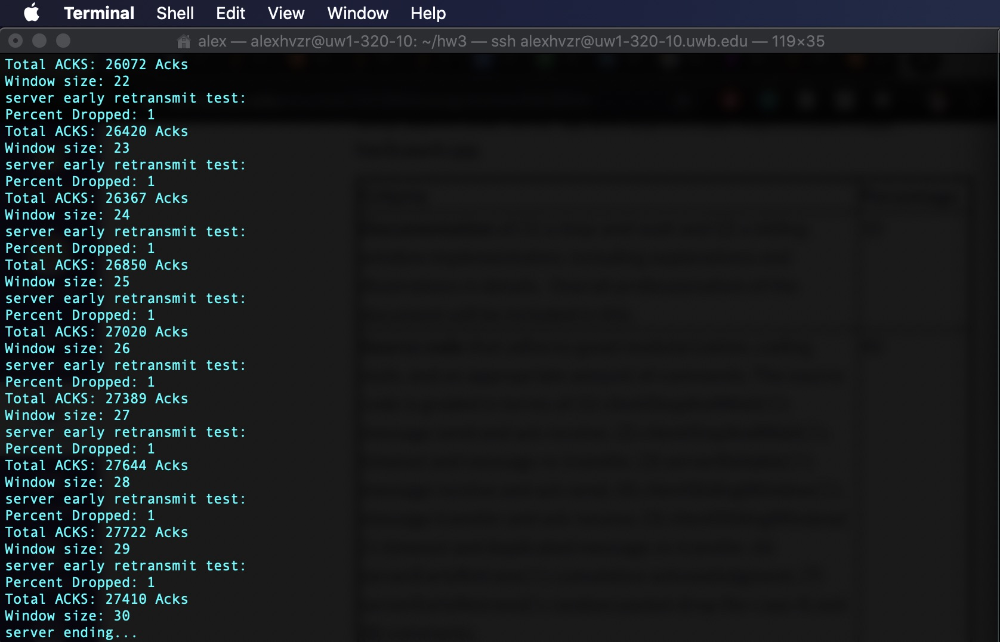 Terminal Shell Edit View Window Help
alex — alexhvzr@uw1-320-10: ~/hw3 — ssh alexhvzr@uw1-320-10.uwb.edu — 119×35
Total ACKS: 26072 Acks
Window size: 22
server early retransmit test:
Percent Dropped: 1
Total ACKS: 26420 Acks
Window size: 23
server early retransmit test:
Percent Dropped: 1
Total ACKS: 26367 Acks
Window size: 24
server early retransmit test:
Percent Dropped: 1
Total ACKS: 26850 Acks
Window size: 25
server early retransmit test:
Percent Dropped: 1
Total ACKS: 27020 Acks
Window size: 26
server early retransmit test:
Percent Dropped: 1
Total ACKS: 27389 Acks
Window size: 27
server early retransmit test:
Percent Dropped: 1
Total ACKS: 27644 Acks
Window size: 28
server early retransmit test:
Percent Dropped: 1
Total ACKS: 27722 Acks
Window size: 29
server early retransmit test:
Percent Dropped: 1
Total ACKS: 27410 Acks
Window size: 30
server ending...